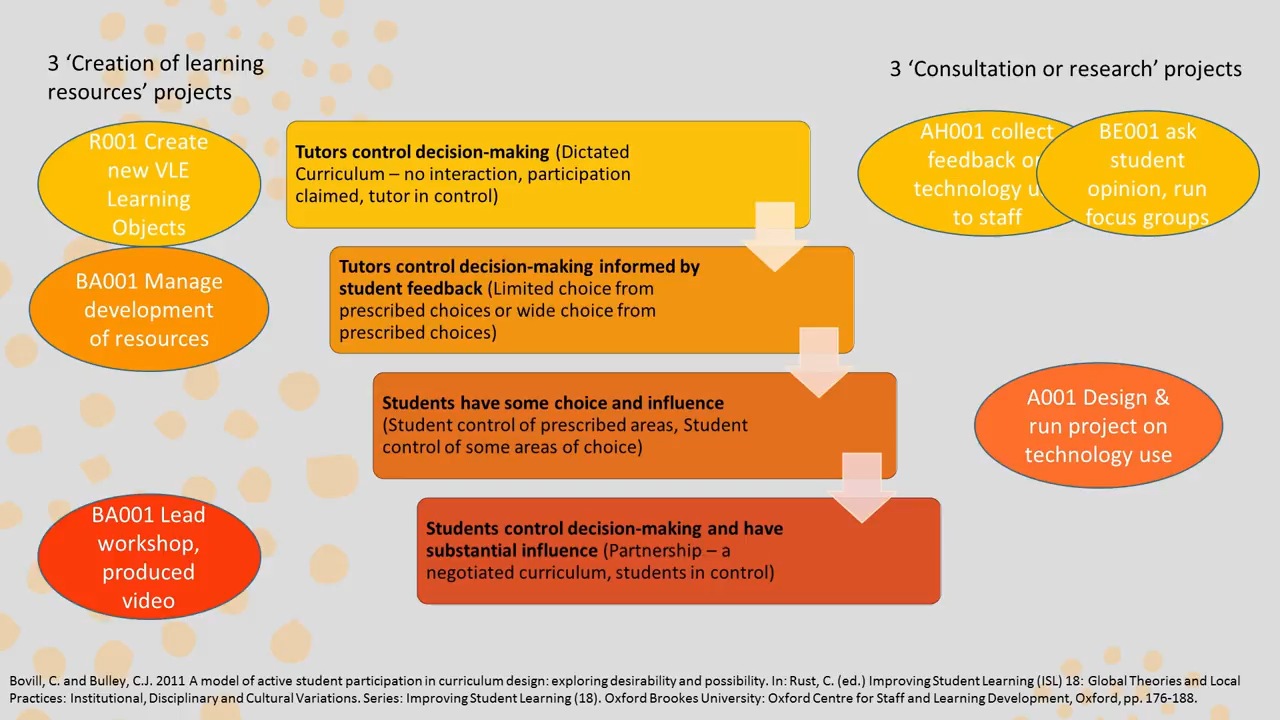 3 ‘Creation of learning
resources’ projects
3 ‘Consultation or research’ projects
R001 Create
new VLE
Learning
Objects
Tutors control decision-making (Dictated
Curriculum – no interaction, participation
claimed, tutor in control)
AH001 collect
feedback on
technology
to staff
BE001 ask
student
opinion, run
focus groups
BA001 Manage
development
of resources
Tutors control decision-making informed by
student feedback (Limited choice from
prescribed choices or wide choice from
prescribed choices)
Students have some choice and influence
(Student control of prescribed areas, Student
control of some areas of choice)
A001 Design &
run project on
technology use
BA001 Lead
workshop,
produced
video
Students control decision-making and have
substantial influence (Partnership – a
negotiated curriculum, students in control)
Bovill, C. and Bulley, C.J. 2011 A model of active student participation in curriculum design: exploring desirability and possibility. In: Rust, C. (ed.) Improving Student Learning (ISL) 18: Global Theories and Local
Practices: Institutional, Disciplinary and Cultural Variations. Series: Improving Student Learning (18). Oxford Brookes University: Oxford Centre for Staff and Learning Development, Oxford, pp. 176-188.